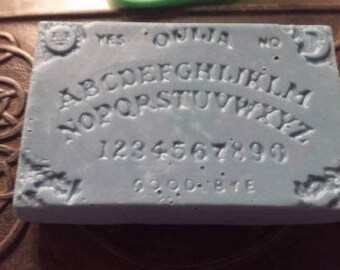 YES OUIJA NO
ABCDEFGHIJKLM
NOPQRSTUVWXYZ
1234567890
GOOD BYE